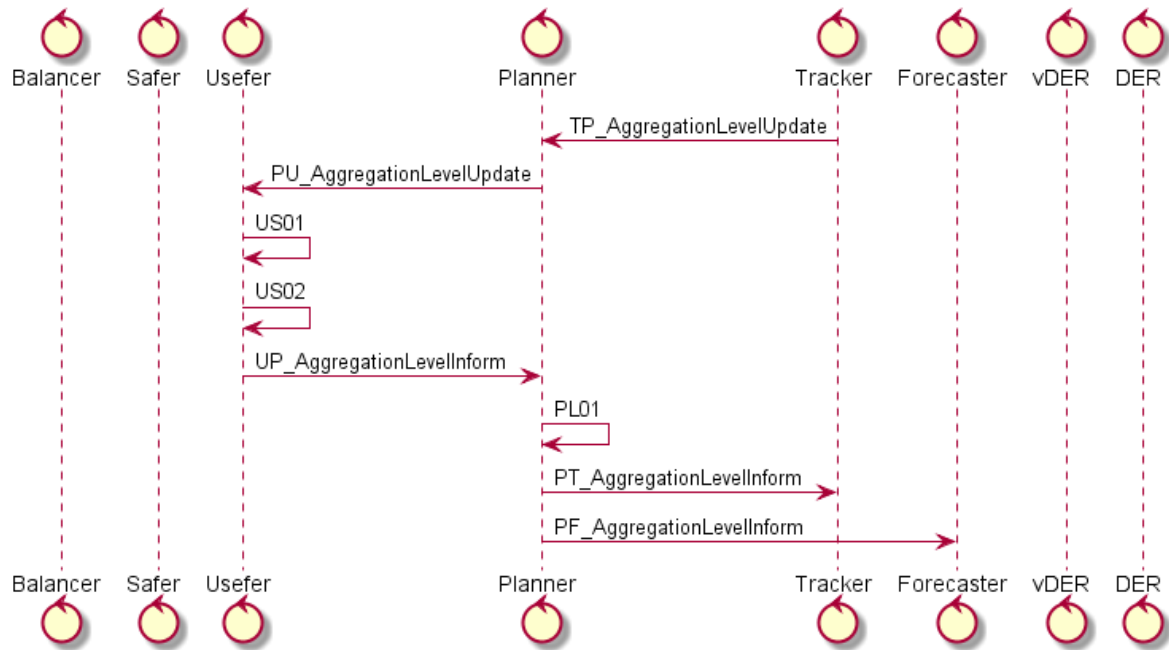 Balancer Safer Usefer Planner Tracker Forecaster vDER DER
TP_AggregationLevelUpdate
PU_AggregationLevelUpdate
US01
US02
UP_AggregationLevelInform
PL01
PT_AggregationLevelInform
PF_AggregationLevelInform
Balancer Safer Usefer Planner Tracker Forecaster vDER DER